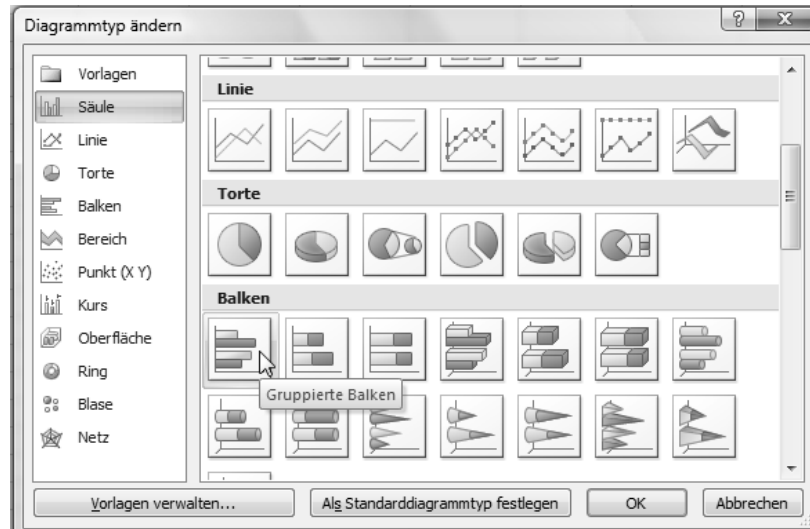 Diagrammtyp ändern
Vorlagen
Säule
Linie
Torte
Balken
Bereich
Punkt (X Y)
Kurs
Oberfläche
Ring
Blase
Netz
Linie
Torte
Balken
Gruppierte Balken
Vorlagen verwalten...
Als Standarddiagrammtyp festlegen
OK
Abbrechen